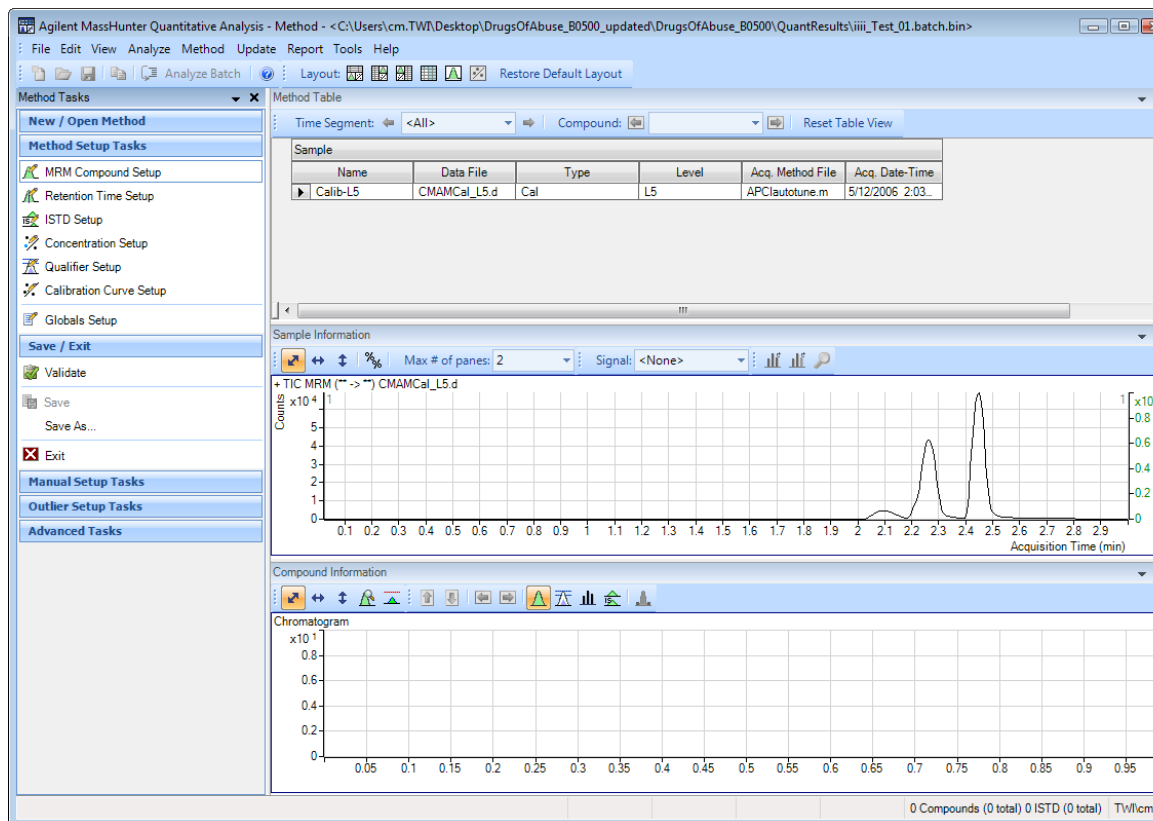 Agilent MassHunter Quantitative Analysis - Method - <C:\Users\cm.TWI\Desktop\DrugsOfAbuse_B0500_updated\DrugsOfAbuse_B0500\QuantResults\iiii_Test_01.batch.bin>
File Edit View Analyze Method Update Report Tools Help
Analyze Batch Layout: Restore Default Layout
Method Tasks
New / Open Method
Method Setup Tasks
MRM Compound Setup
Retention Time Setup
ISTD Setup
Concentration Setup
Qualifier Setup
Calibration Curve Setup
Globals Setup
Save / Exit
Validate
Save
Save As...
Exit
Manual Setup Tasks
Outlier Setup Tasks
Advanced Tasks
Method Table
Time Segment: <All> Compound: Reset Table View
Sample
Name Data File Type Level Acq. Method File Acq. Date-Time
Calib-L5 CMAMCal_L5.d Cal L5 APCIautotune.m 5/12/2006 2:03...
Sample Information
Max # of panes: 2 Signal: <None>
+ TIC MRM (** -> **) CMAMCal_L5.d
Counts
x10 4
1 1
x10
5
4
3
2
1
0
0.8
0.6
0.4
0.2
0
0.1 0.2 0.3 0.4 0.5 0.6 0.7 0.8 0.9 1 1.1 1.2 1.3 1.4 1.5 1.6 1.7 1.8 1.9 2 2.1 2.2 2.3 2.4 2.5 2.6 2.7 2.8 2.9
Acquisition Time (min)
Compound Information
Chromatogram
x10 1
0.8
0.6
0.4
0.2
0
0.05 0.1 0.15 0.2 0.25 0.3 0.35 0.4 0.45 0.5 0.55 0.6 0.65 0.7 0.75 0.8 0.85 0.9 0.95
0 Compounds (0 total) 0 ISTD (0 total) TWI\cm